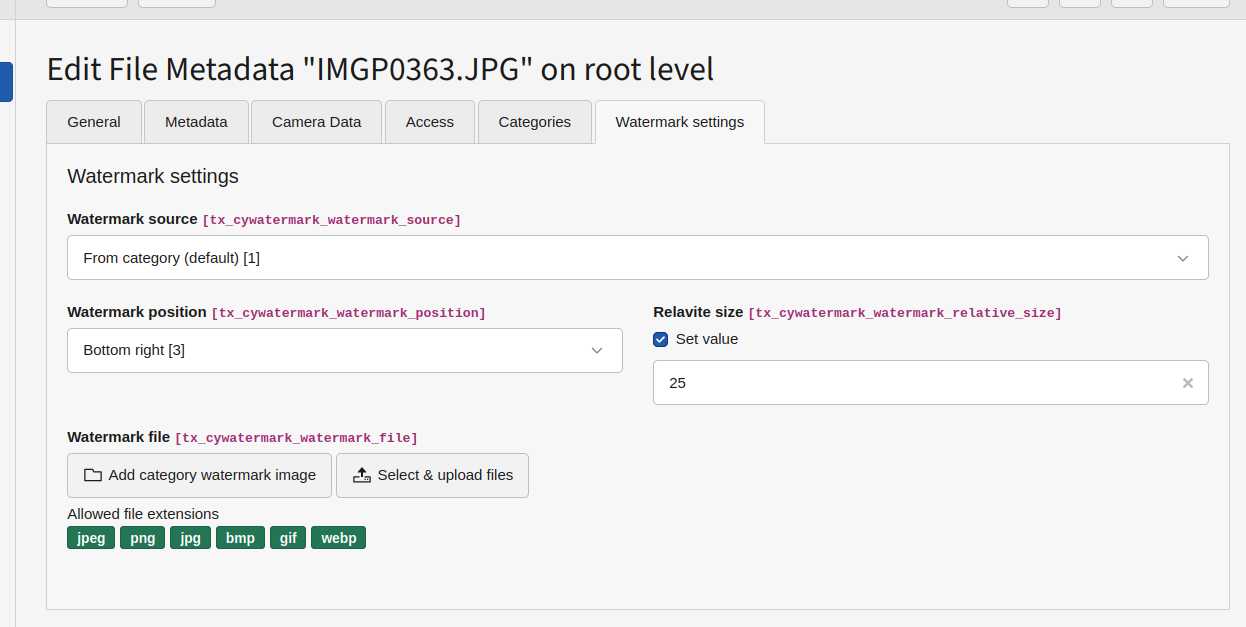 Edit File Metadata "IMGP0363.JPG" on root level
General Metadata Camera Data Access Categories Watermark settings
Watermark settings
Watermark source [tx_cywatermark_watermark_source]
From category (default) [1]
Watermark position [tx_cywatermark_watermark_position]
Bottom right [3]
Relavite size [tx_cywatermark_watermark_relative_size]
Set value
25
Watermark file [tx_cywatermark_watermark_file]
Add category watermark image Select & upload files
Allowed file extensions
jpeg png jpg bmp gif webp